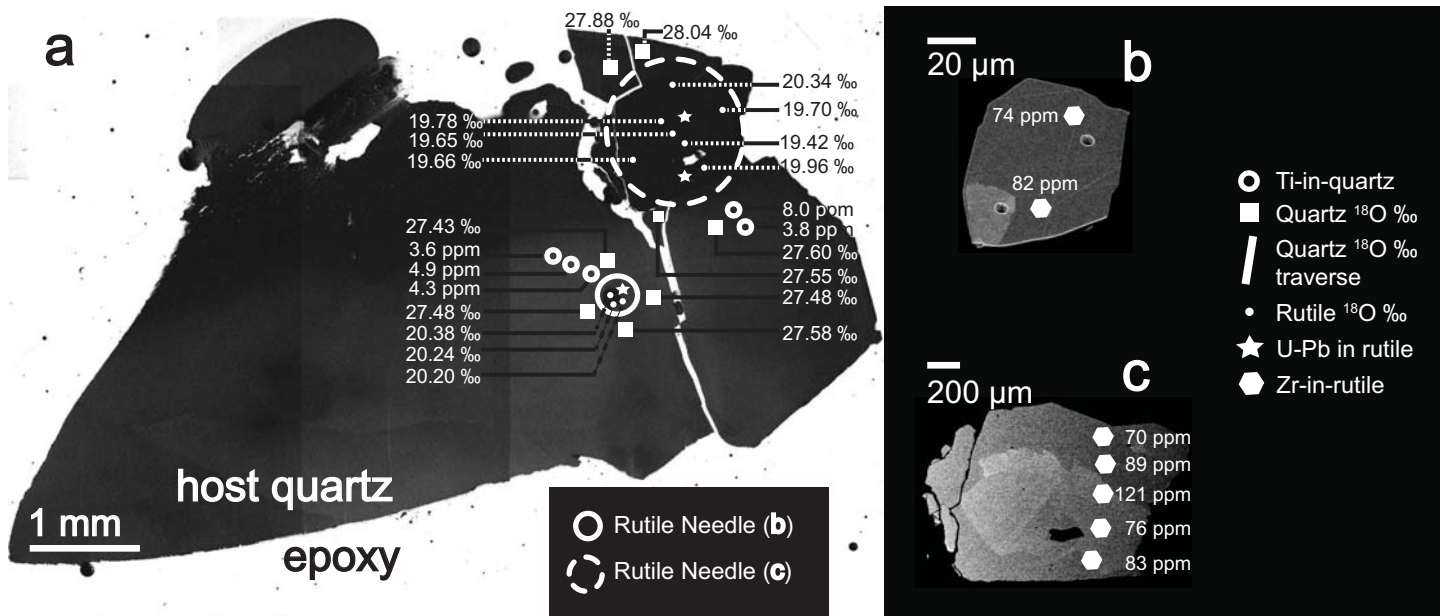 a
27.88 ‰
28.04 ‰
20.34 ‰
19.70 ‰
19.78 ‰
19.65 ‰
19.42 ‰
19.66 ‰
19.96 ‰
8.0 ppm
3.8 ppm
27.43 ‰
3.6 ppm
27.60 ‰
4.9 ppm
27.55 ‰
4.3 ppm
27.48 ‰
27.48 ‰
20.38 ‰
27.58 ‰
20.24 ‰
20.20 ‰
host quartz
1 mm
epoxy
Rutile Needle (b)
Rutile Needle (c)
b
20 µm
74 ppm
82 ppm
c
200 µm
70 ppm
89 ppm
121 ppm
76 ppm
83 ppm
Ti-in-quartz
Quartz ¹⁸O ‰
Quartz ¹⁸O ‰
traverse
Rutile ¹⁸O ‰
U-Pb in rutile
Zr-in-rutile